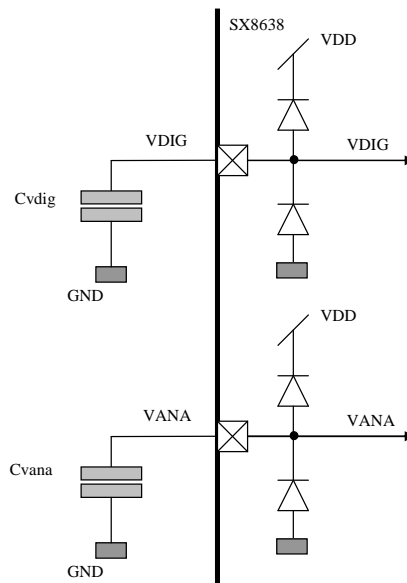 SX8638
VDD
VDIG
VDIG
Cvdig
GND
VDD
VANA
VANA
Cvana
GND